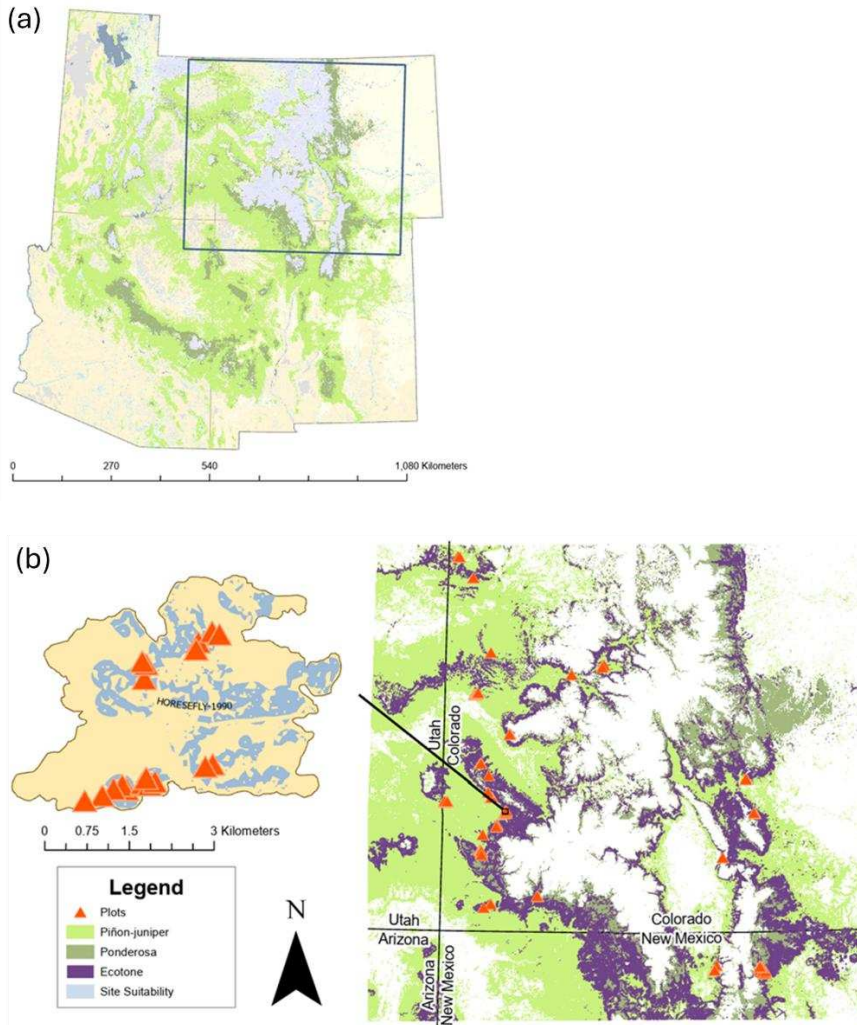 (a)
0 270 540 1,080 Kilometers
(b)
HORESEFLY-1990
0 0.75 1.5 3 Kilometers
Legend
Plots
Piñon-juniper
Ponderosa
Ecotone
Site Suitability
N
Utah
Colorado
Utah
Arizona
Colorado
New Mexico
Arizona
New Mexico